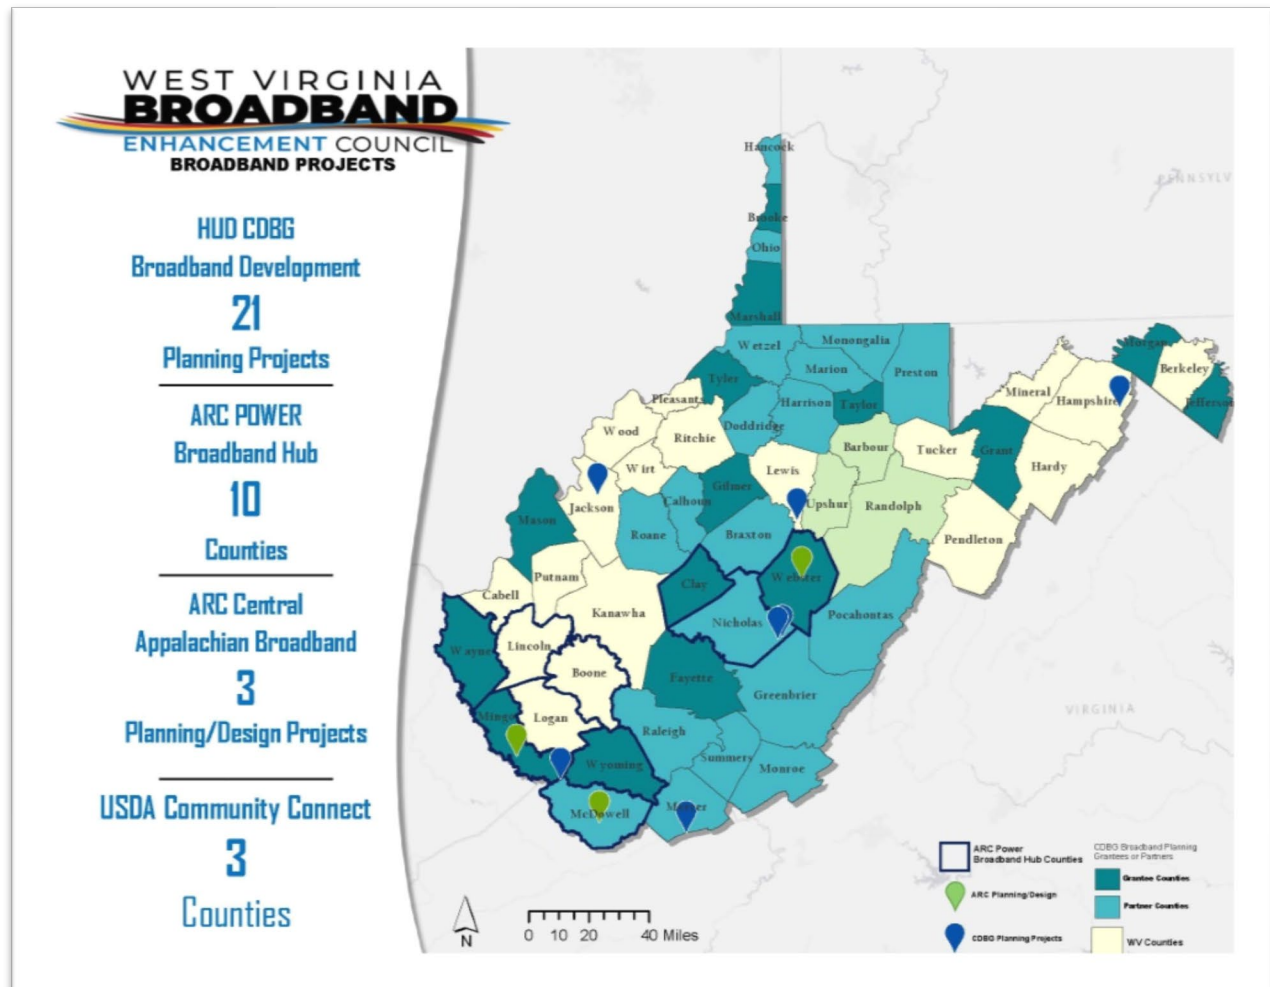 WEST VIRGINIA
BROADBAND
ENHANCEMENT COUNCIL
BROADBAND PROJECTS
HUD CDBG
Broadband Development
21
Planning Projects
ARC POWER
Broadband Hub
10
Counties
ARC Central
Appalachian Broadband
3
Planning/Design Projects
USDA Community Connect
3
Counties
PENNSYLV
Hancock
Brooke
Ohio
Marshall
Wetzel
Monongalia
Marion
Preston
Tyler
Pleasants
Harrison
Taylor
Doddridge
Wood
Ritchie
Barbour
Tucker
Grant
Mineral
Hampshire
Morgan
Berkeley
Jefferson
Hardy
Wirt
Lewis
Gilmer
Calhoun
Upshur
Randolph
Jackson
Mason
Roane
Braxton
Pendleton
Putnam
Cabell
Clay
Webster
Kanawha
Nicholas
Pocahontas
Wayne
Lincoln
Boone
Fayette
Greenbrier
Mingo
Logan
Raleigh
Wyoming
Summers
Monroe
McDowell
Mercer
VIRGINIA
N
0 10 20 40 Miles
ARC Power
Broadband Hub Counties
ARC Planning/Design
CDBG Planning Projects
CDBG Broadband Planning
Grantees or Partners
Grantee Counties
Partner Counties
WV Counties